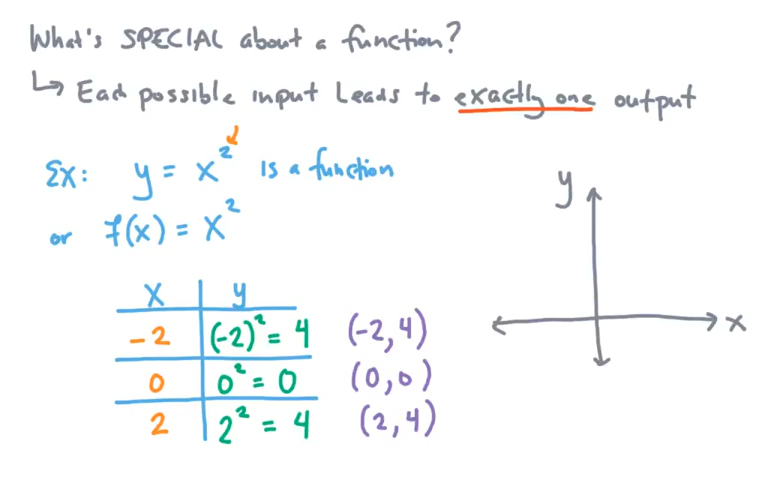 What's SPECIAL about a function?
↳ Each possible input Leads to exactly one output
Ex: y = x² is a function
or f(x) = x²
x y
-2 (-2)² = 4 (-2, 4)
0 0² = 0 (0, 0)
2 2² = 4 (2, 4)
y
x